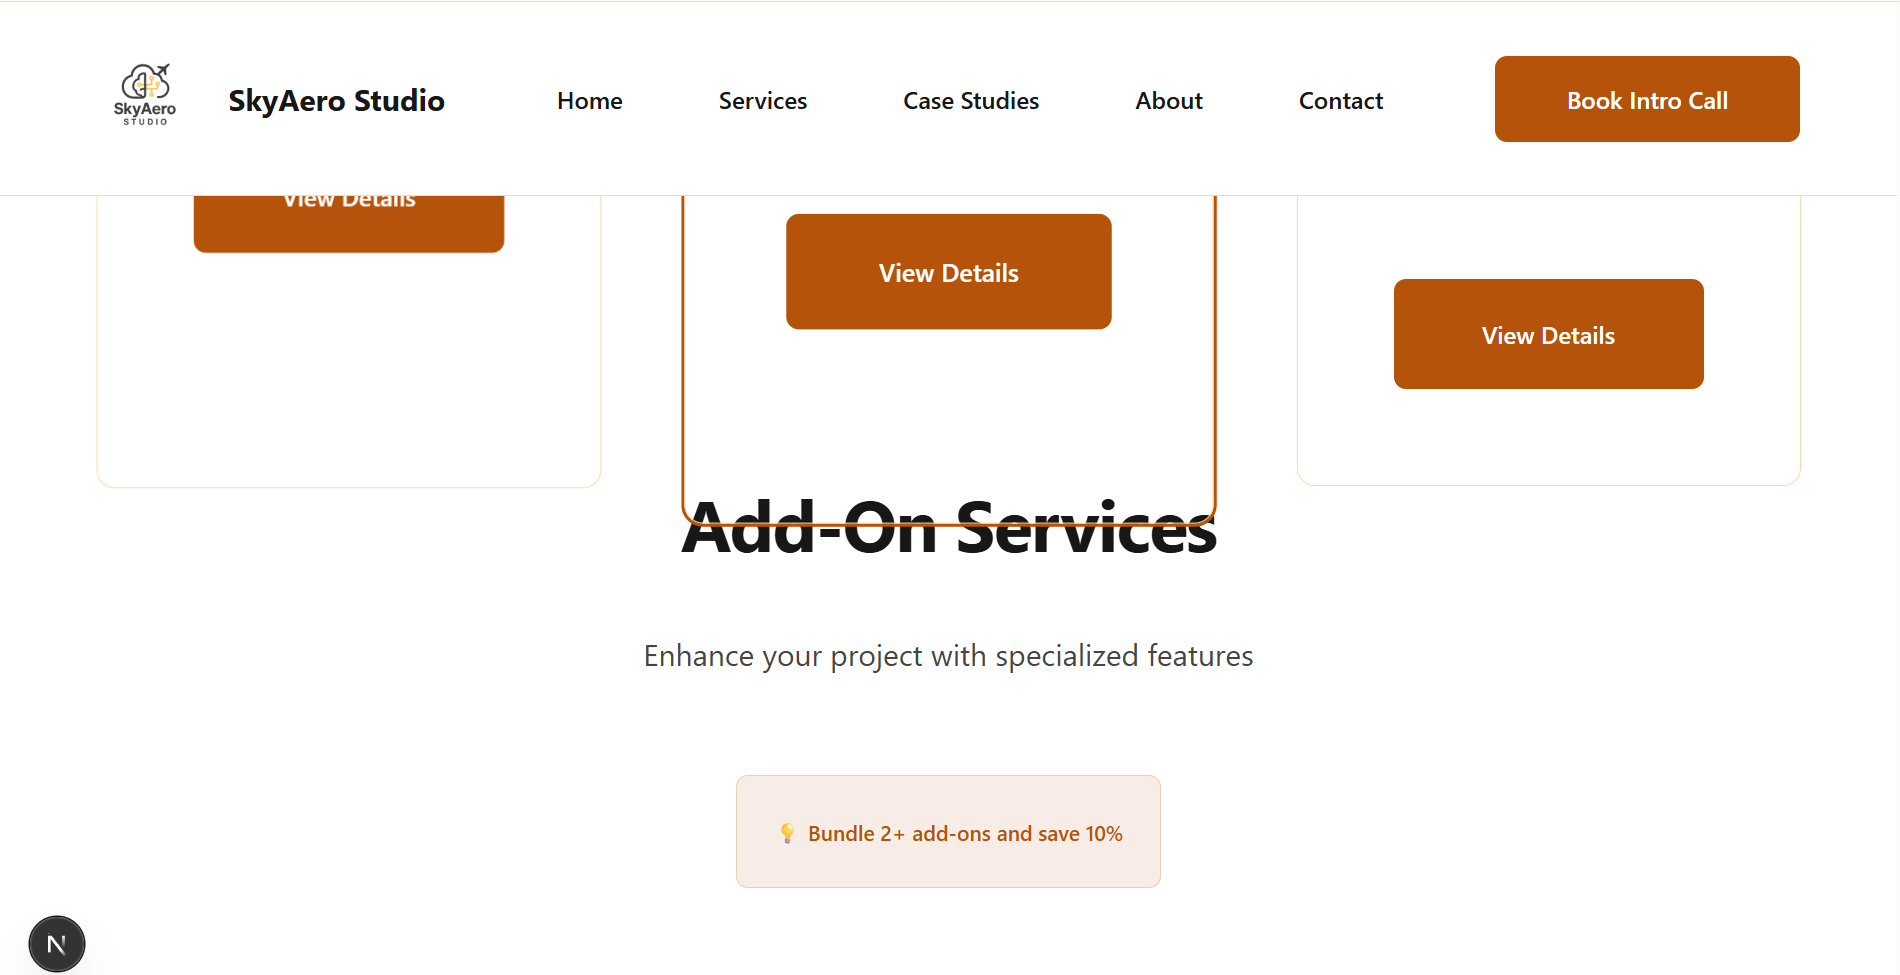 SkyAero
STUDIO
SkyAero Studio
Home
Services
Case Studies
About
Contact
Book Intro Call
View Details
View Details
View Details
Add-On Services
Enhance your project with specialized features
💡 Bundle 2+ add-ons and save 10%
N